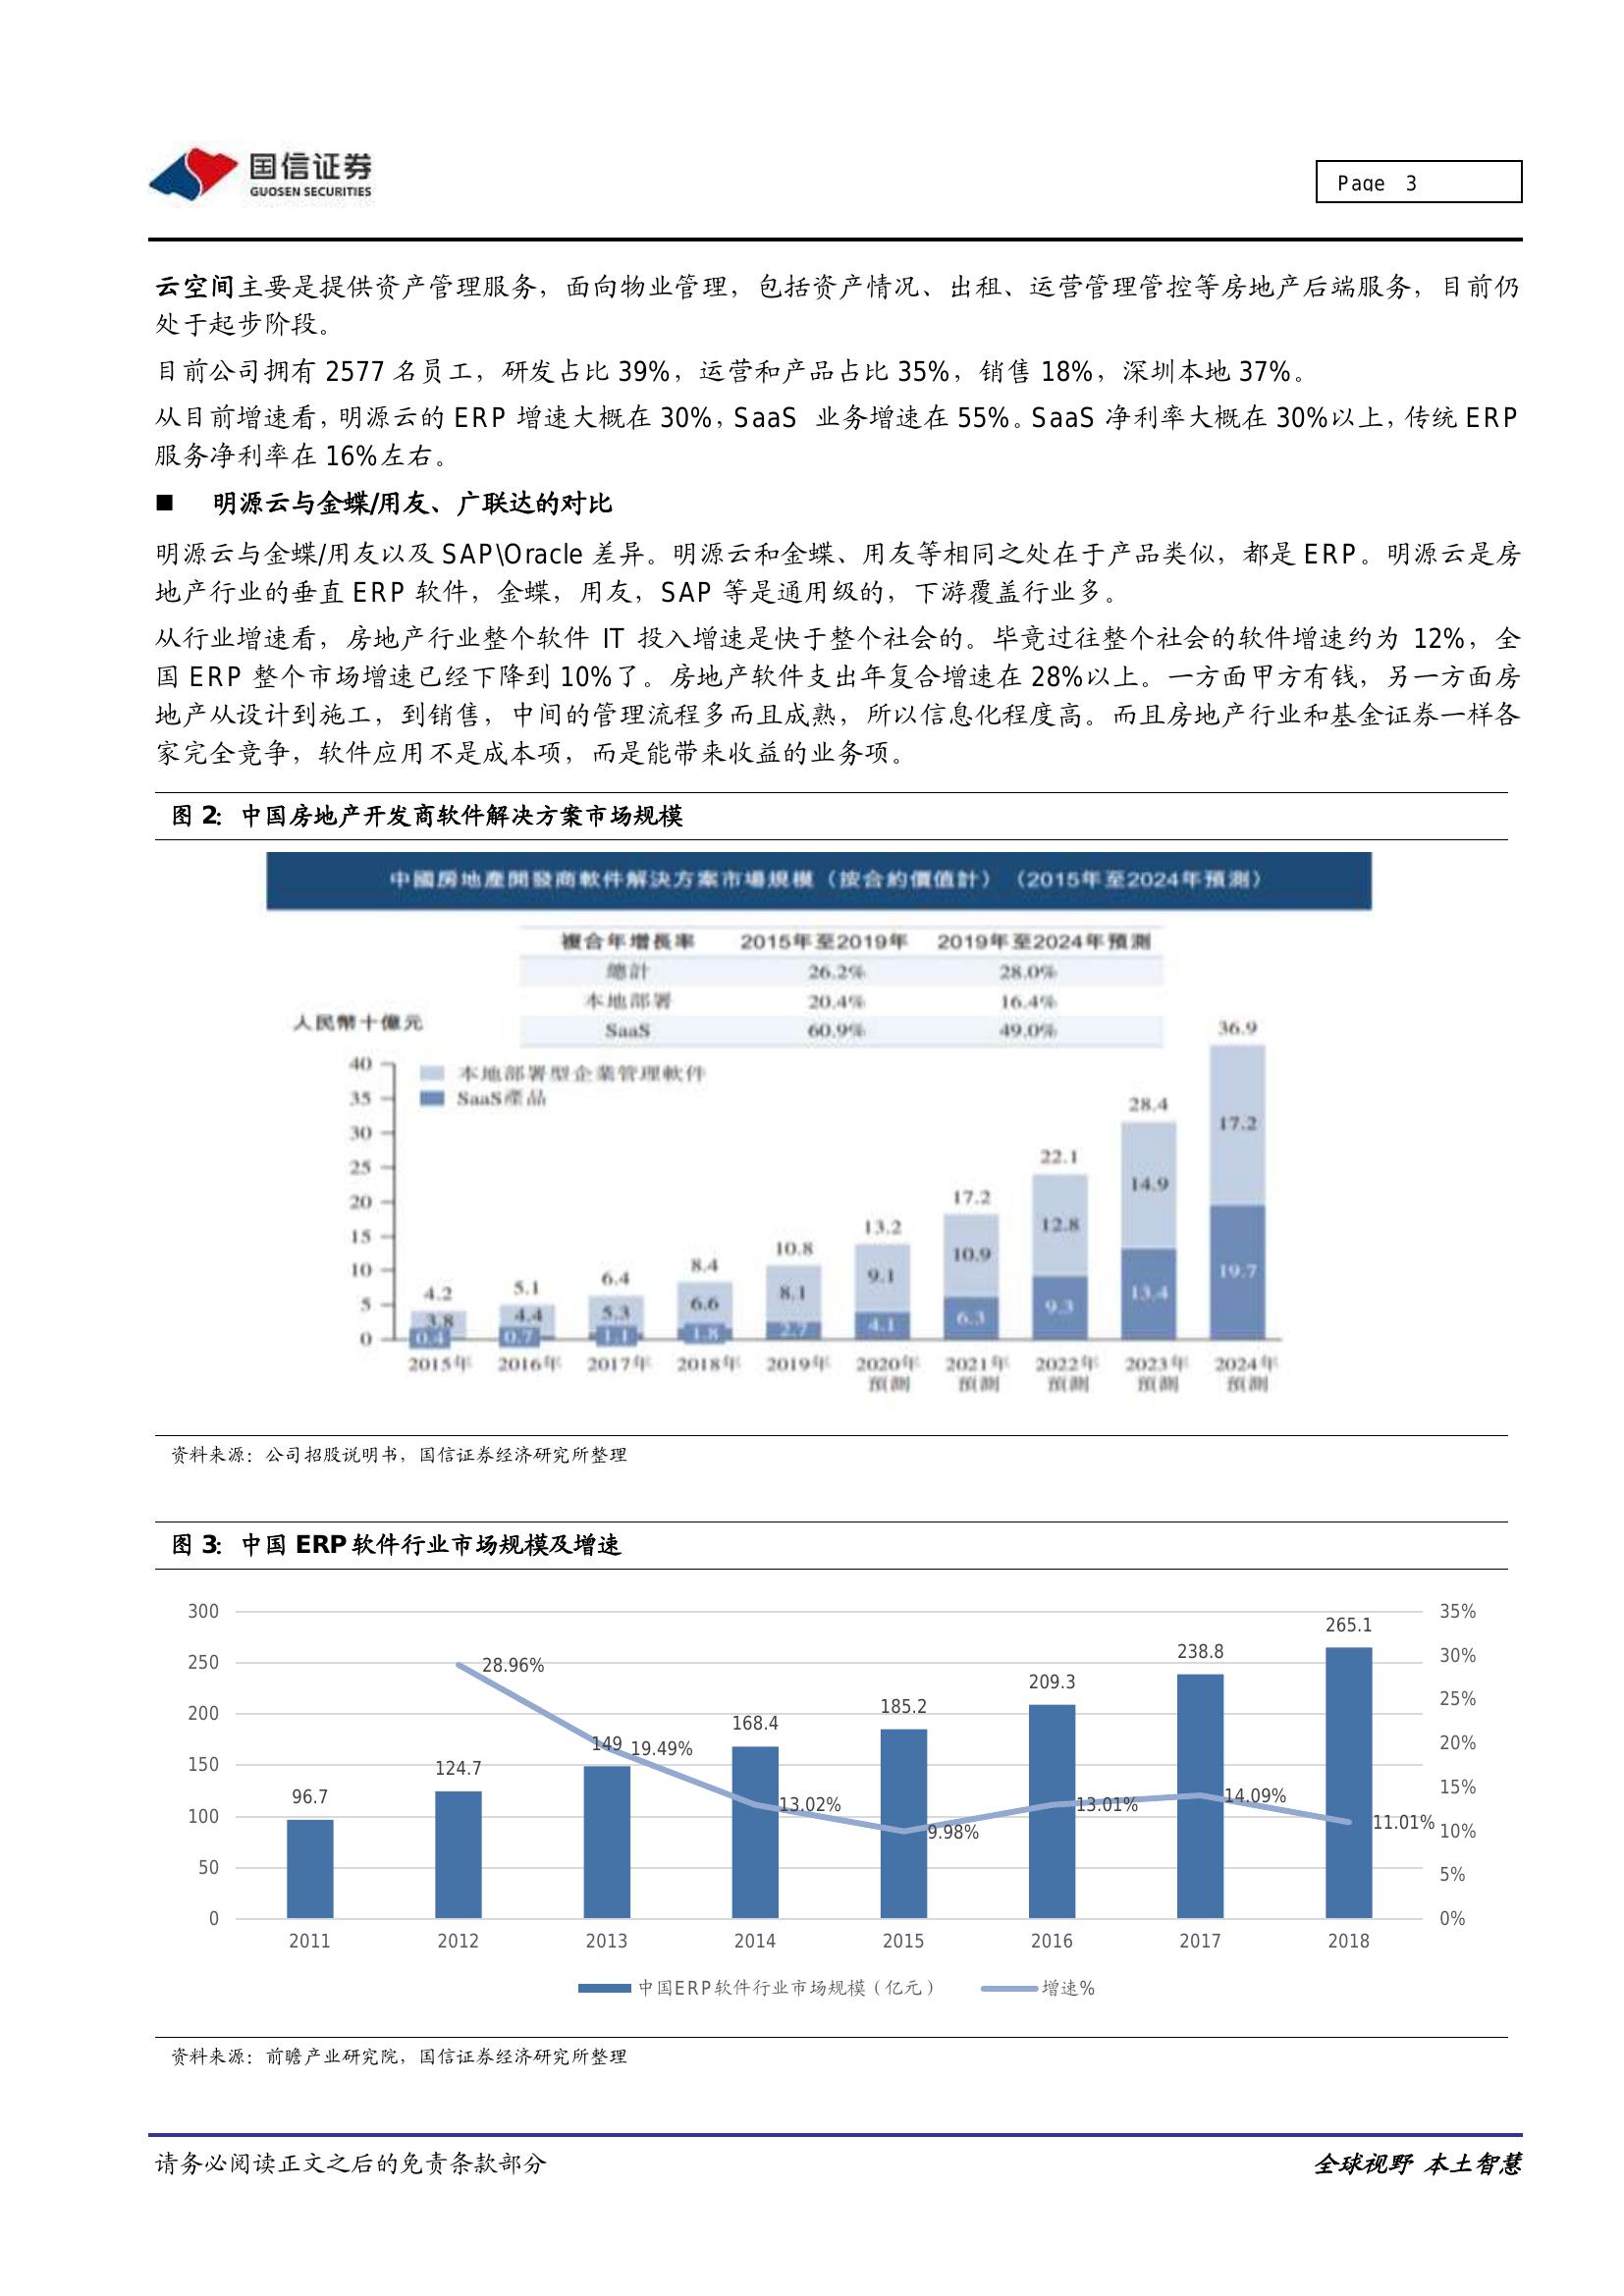 国信证券
GUOSEN SECURITIES
Page 3
云空间主要是提供资产管理服务，面向物业管理，包括资产情况、出租、运营管理管控等房地产后端服务，目前仍
处于起步阶段。
目前公司拥有 2577 名员工，研发占比 39%，运营和产品占比 35%，销售 18%，深圳本地 37%。
从目前增速看，明源云的 ERP 增速大概在 30%，SaaS 业务增速在 55%。SaaS 净利率大概在 30%以上，传统 ERP
服务净利率在 16%左右。
■ 明源云与金蝶/用友、广联达的对比
明源云与金蝶/用友以及 SAP\Oracle 差异。明源云和金蝶、用友等相同之处在于产品类似，都是 ERP。明源云是房
地产行业的垂直 ERP 软件，金蝶，用友，SAP 等是通用级的，下游覆盖行业多。
从行业增速看，房地产行业整个软件 IT 投入增速是快于整个社会的。毕竟过往整个社会的软件增速约为 12%，全
国 ERP 整个市场增速已经下降到 10%了。房地产软件支出年复合增速在 28%以上。一方面甲方有钱，另一方面房
地产从设计到施工，到销售，中间的管理流程多而且成熟，所以信息化程度高。而且房地产行业和基金证券一样各
家完全竞争，软件应用不是成本项，而是能带来收益的业务项。
图 2：中国房地产开发商软件解决方案市场规模
中國房地產開發商軟件解決方案市場規模（按合約價值計）（2015年至2024年預測）
複合年增長率 2015年至2019年 2019年至2024年預測
總計 26.2% 28.0%
本地部署 20.4% 16.4%
SaaS 60.9% 49.0%
人民幣十億元
本地部署型企業管理軟件
SaaS產品
40
35
30
25
20
15
10
5
0
4.2 5.1 6.4 8.4 10.8 13.2 17.2 22.1 28.4 36.9
3.8 4.4 5.3 6.6 8.1 9.1 10.9 12.8 14.9 17.2
0.4 0.7 1.1 1.8 2.7 4.1 6.3 9.3 13.4 19.7
2015年 2016年 2017年 2018年 2019年 2020年 2021年 2022年 2023年 2024年
預測 預測 預測 預測 預測
资料来源：公司招股说明书，国信证券经济研究所整理
图 3：中国 ERP 软件行业市场规模及增速
300
250
200
150
100
50
0
35%
30%
25%
20%
15%
10%
5%
0%
96.7 124.7 149 168.4 185.2 209.3 238.8 265.1
28.96% 19.49% 13.02% 9.98% 13.01% 14.09% 11.01%
2011 2012 2013 2014 2015 2016 2017 2018
中国ERP软件行业市场规模（亿元） 增速%
资料来源：前瞻产业研究院，国信证券经济研究所整理
请务必阅读正文之后的免责条款部分
全球视野 本土智慧